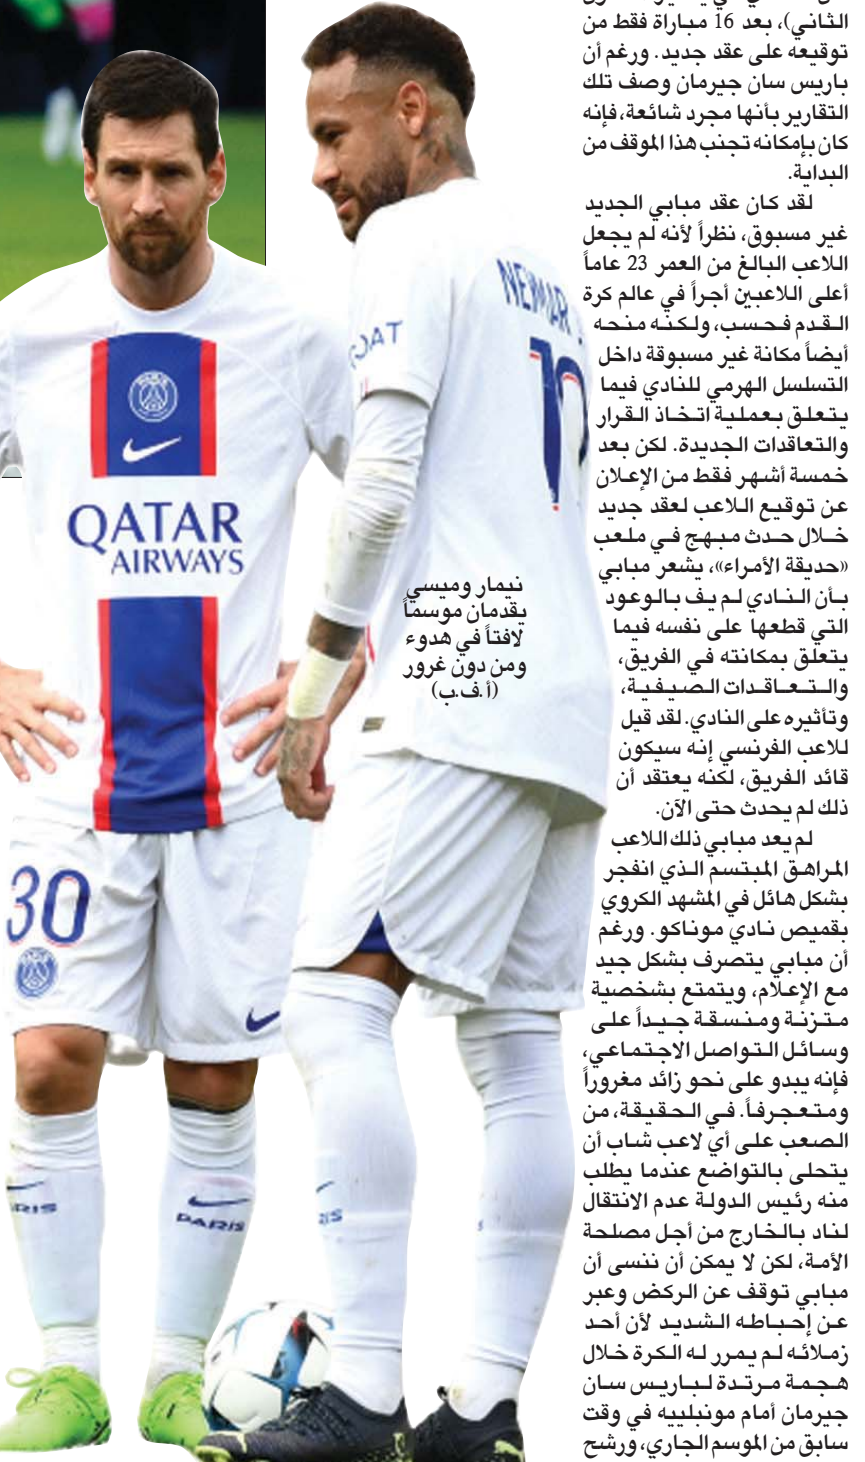 الثاني)، بعد 16 مباراة فقط من
توقيعه على عقد جديد. ورغم أن
باريس سان جيرمان وصف تلك
التقارير بأنها مجرد شائعة، فإنه
كان بإمكانه تجنب هذا الموقف من
البداية.
لقد كان عقد مبابي الجديد
غير مسبوق، نظراً لأنه لم يجعل
اللاعب البالغ من العمر 23 عاماً
أعلى اللاعبين أجراً في عالم كرة
القدم فحسب، ولكنه منحه
أيضاً مكانة غير مسبوقة داخل
التسلسل الهرمي للنادي فيما
يتعلق بعملية اتخاذ القرار
والتعاقدات الجديدة. لكن بعد
خمسة أشهر فقط من الإعلان
عن توقيع اللاعب لعقد جديد
خلال حدث مبهج في ملعب
«حديقة الأمراء»، يشعر مبابي
بأن النادي لم يف بالوعود
التي قطعها على نفسه فيما
يتعلق بمكانته في الفريق،
والتعاقدات الصيفية،
وتأثيره على النادي. لقد قيل
للاعب الفرنسي إنه سيكون
قائد الفريق، لكنه يعتقد أن
ذلك لم يحدث حتى الآن.
لم يعد مبابي ذلك اللاعب
المراهق المبتسم الذي انفجر
بشكل هائل في المشهد الكروي
بقميص نادي موناكو. ورغم
أن مبابي يتصرف بشكل جيد
مع الإعلام، ويتمتع بشخصية
متزنة ومنسقة جيداً على
وسائل التواصل الاجتماعي،
فإنه يبدو على نحو زائد مغروراً
ومتعجرفاً. في الحقيقة، من
الصعب على أي لاعب شاب أن
يتحلى بالتواضع عندما يطلب
منه رئيس الدولة عدم الانتقال
لناد بالخارج من أجل مصلحة
الأمة، لكن لا يمكن أن ننسى أن
مبابي توقف عن الركض وعبر
عن إحباطه الشديد لأن أحد
زملائه لم يمرر له الكرة خلال
هجمة مرتدة لباريس سان
جيرمان أمام مونبلييه في وقت
سابق من الموسم الجاري، ورشح
نيمار وميسي
يقدمان موسماً
لافتاً في هدوء
ومن دون غرور
(أ.ف.ب)
NEYMAR
10
QATAR
AIRWAYS
30
PARIS